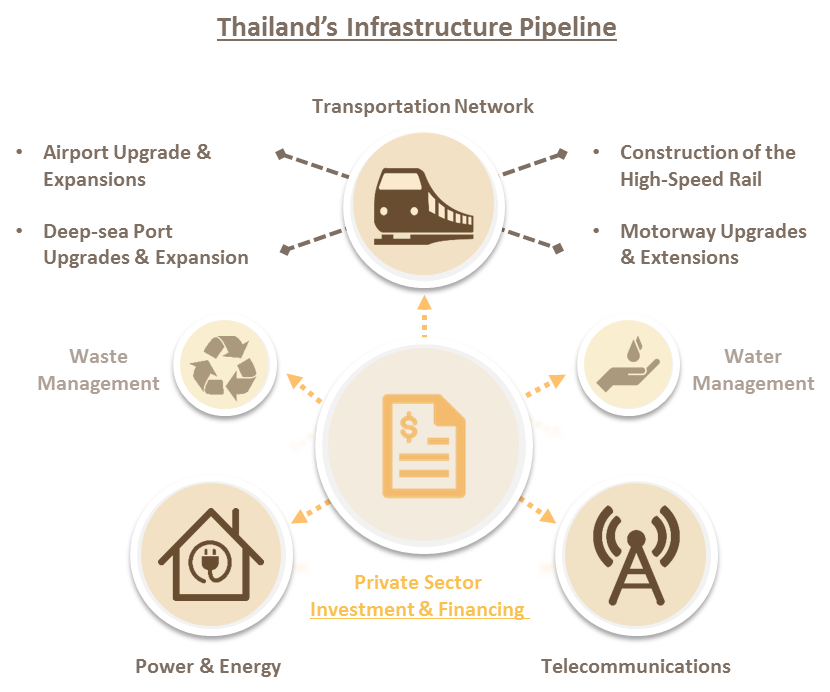 Thailand’s Infrastructure Pipeline
Transportation Network
• Airport Upgrade &
Expansions
• Deep-sea Port
Upgrades & Expansion
• Construction of the
High-Speed Rail
• Motorway Upgrades
& Extensions
Waste
Management
Water
Management
$
Private Sector
Investment & Financing
Power & Energy
Telecommunications